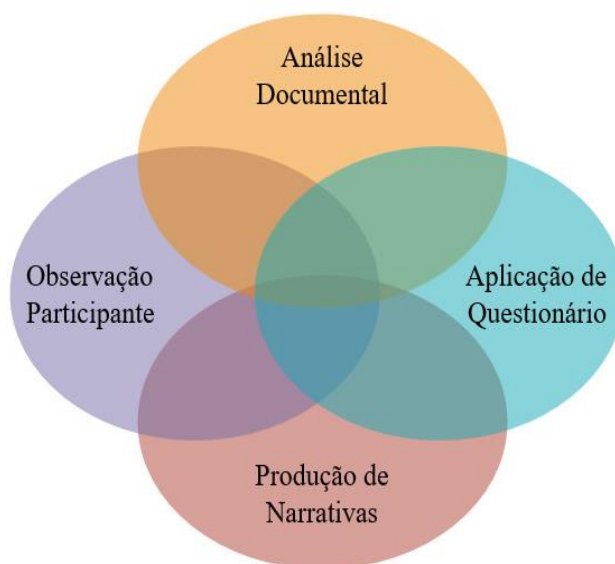 Análise
Documental
Observação
Participante
Aplicação de
Questionário
Produção de
Narrativas